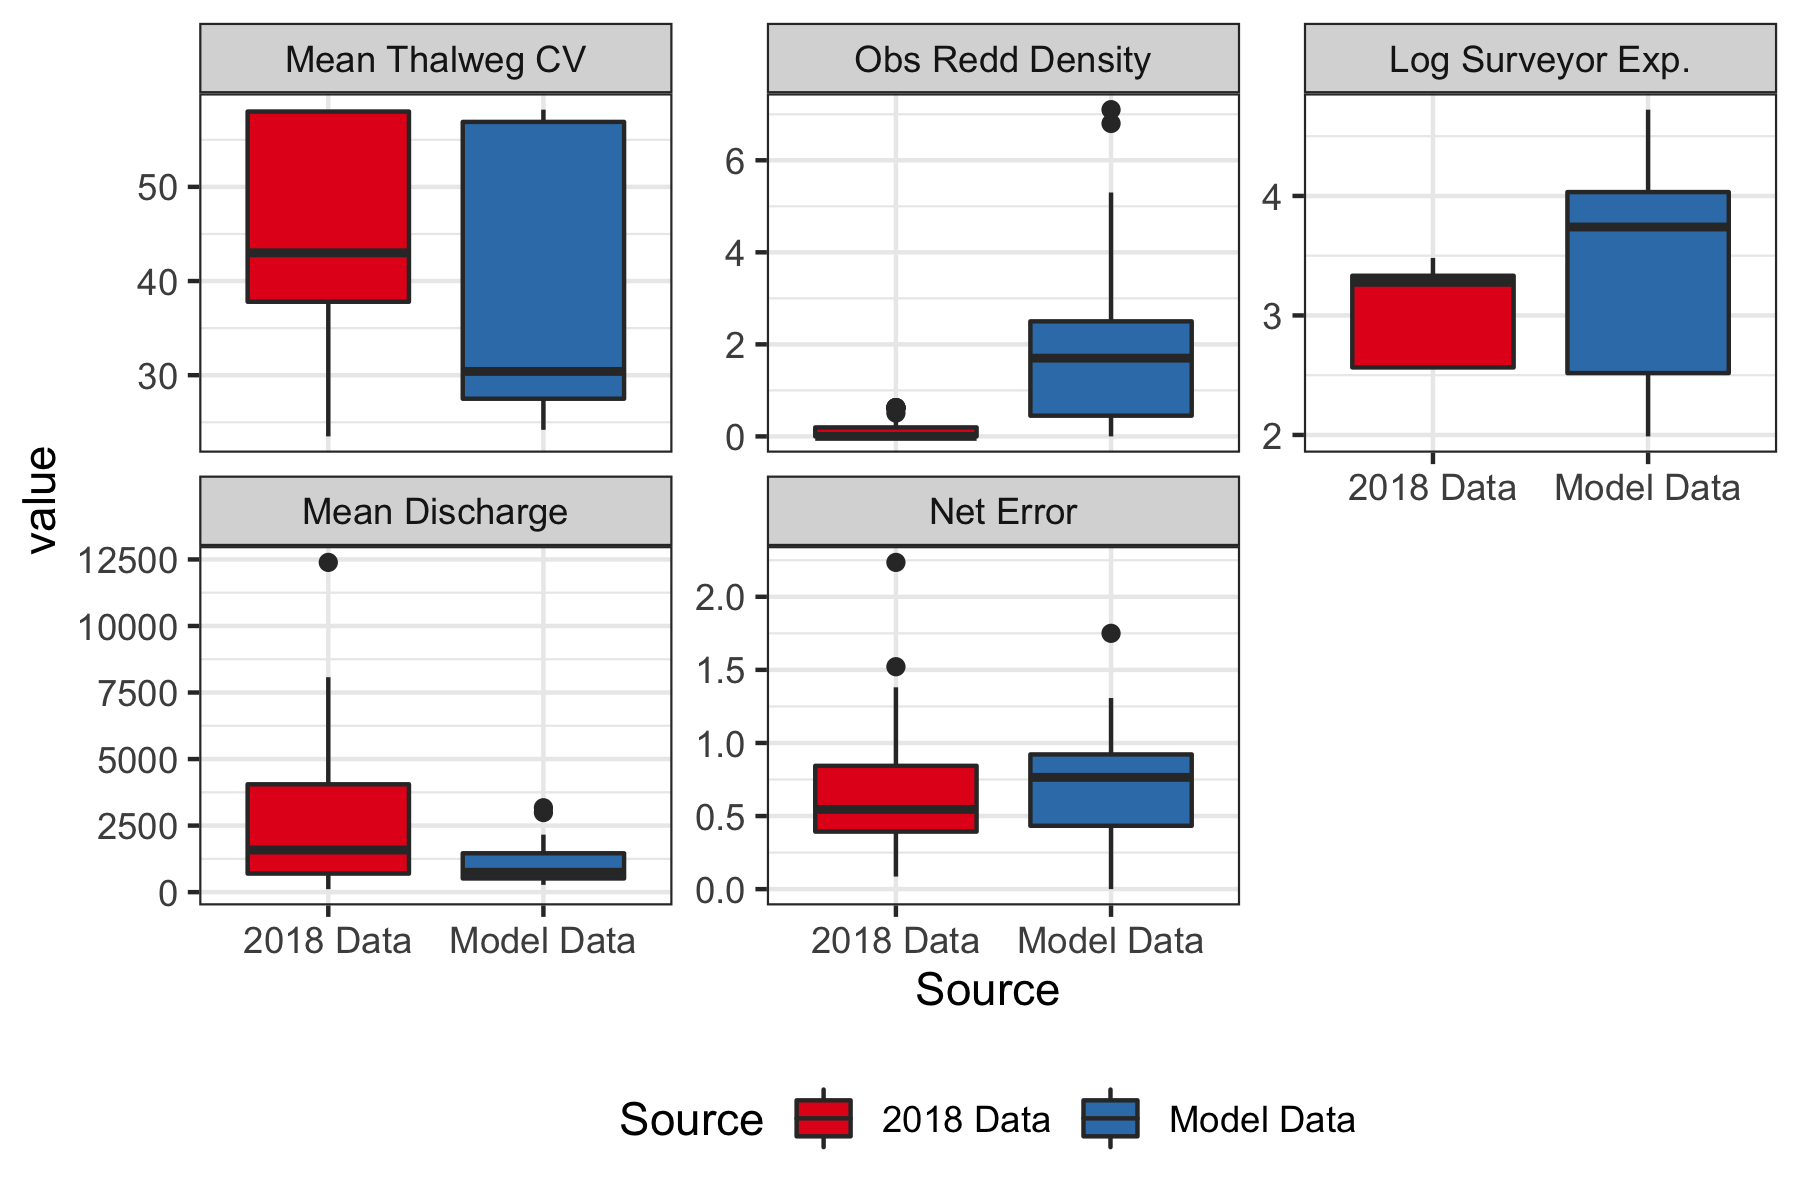 Mean Thalweg CV
Obs Redd Density
Log Surveyor Exp.
50
40
30
6
4
2
0
4
3
2
2018 Data Model Data
value
Mean Discharge
Net Error
12500
10000
7500
5000
2500
0
2.0
1.5
1.0
0.5
0.0
2018 Data Model Data
2018 Data Model Data
Source
Source 2018 Data Model Data